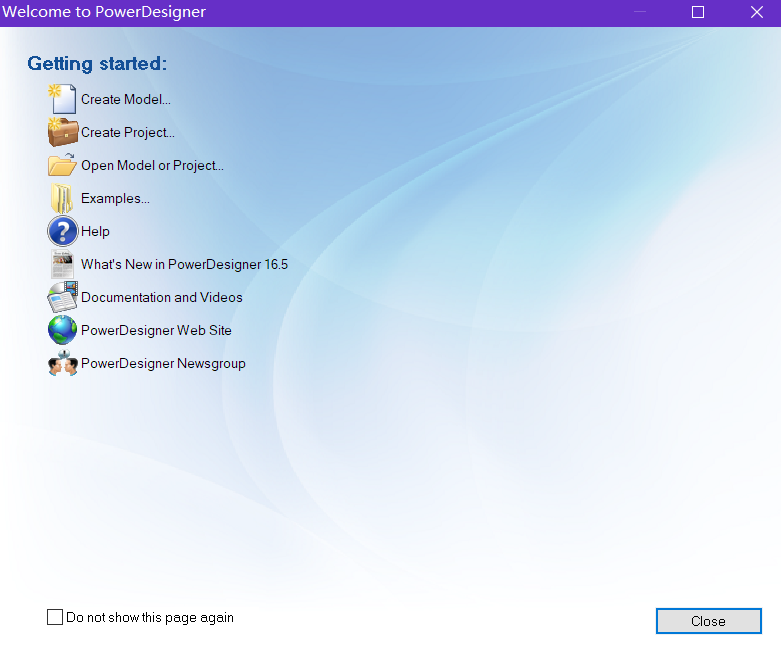 Welcome to PowerDesigner
Getting started:
Create Model...
Create Project...
Open Model or Project...
Examples...
Help
What's New in PowerDesigner 16.5
Documentation and Videos
PowerDesigner Web Site
PowerDesigner Newsgroup
Do not show this page again
Close